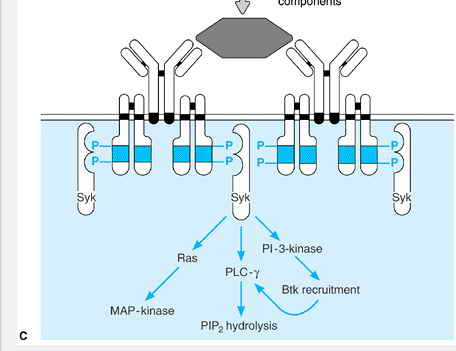 components
P P P P
P P P P
Syk Syk Syk
Ras PI-3-kinase
PLC-γ
Btk recruitment
MAP-kinase
PIP₂ hydrolysis
C